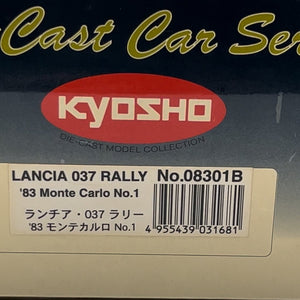 Cast Car Ser
KYOSHO
DIE-CAST MODEL COLLECTION
LANCIA 037 RALLY No.08301B
'83 Monte Carlo No.1
ランチア・037 ラリー
'83 モンテカルロ No.1
4 955439 031681